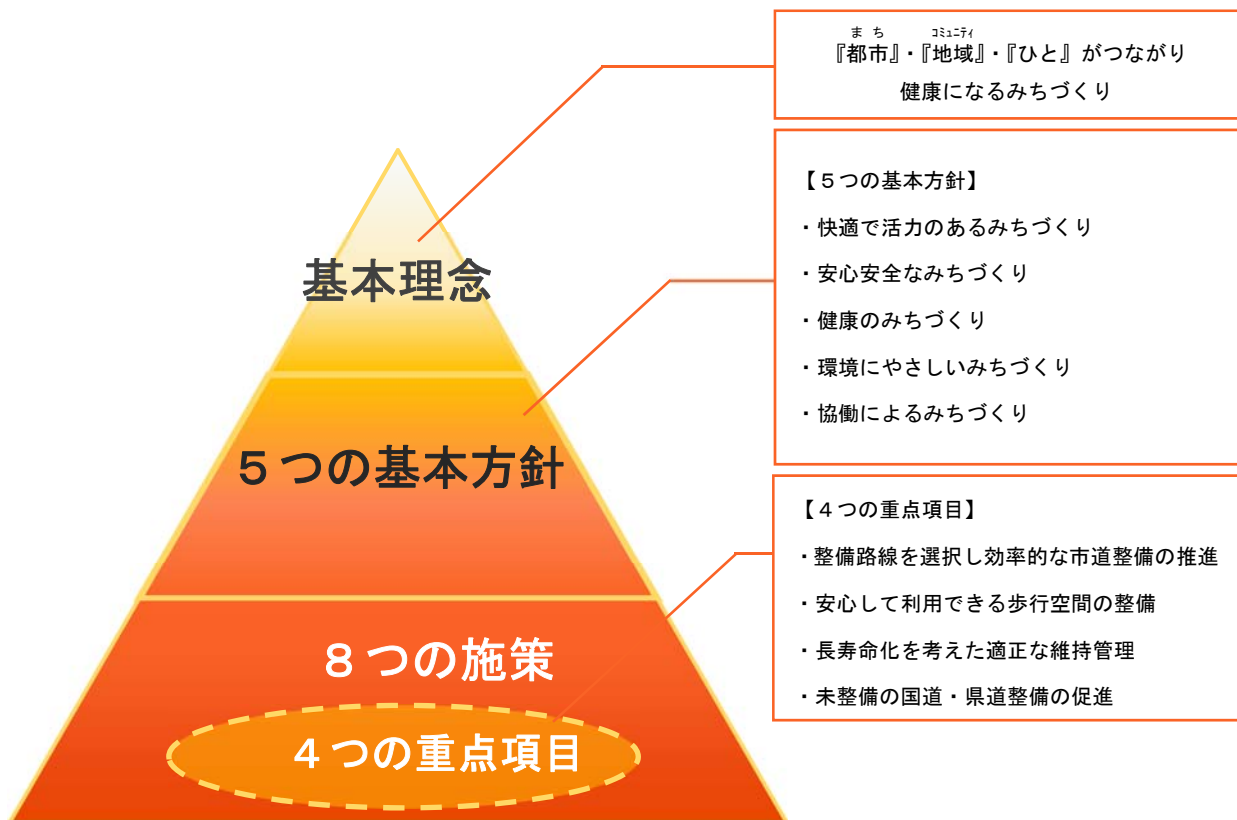 まち コミュニティ
『都市』・『地域』・『ひと』がつながり
健康になるみちづくり
【５つの基本方針】
・快適で活力のあるみちづくり
・安心安全なみちづくり
・健康のみちづくり
・環境にやさしいみちづくり
・協働によるみちづくり
【４つの重点項目】
・整備路線を選択し効率的な市道整備の推進
・安心して利用できる歩行空間の整備
・長寿命化を考えた適正な維持管理
・未整備の国道・県道整備の促進
基本理念
５つの基本方針
８つの施策
４つの重点項目